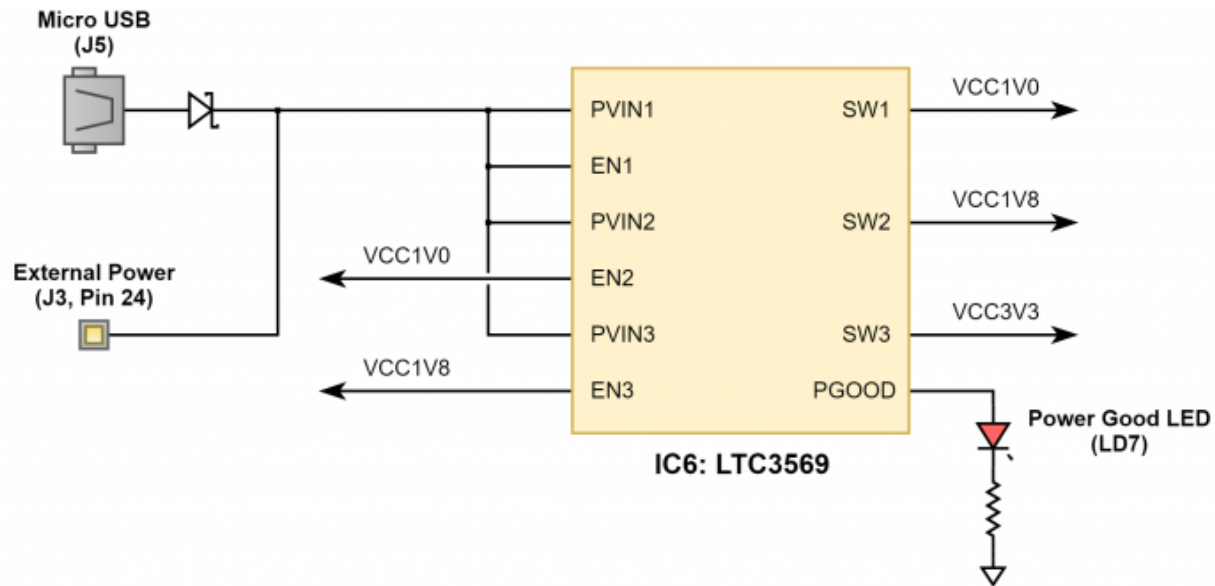 Micro USB
(J5)
External Power
(J3, Pin 24)
VCC1V0
VCC1V8
PVIN1
EN1
PVIN2
EN2
PVIN3
EN3
SW1
SW2
SW3
PGOOD
IC6: LTC3569
VCC1V0
VCC1V8
VCC3V3
Power Good LED
(LD7)